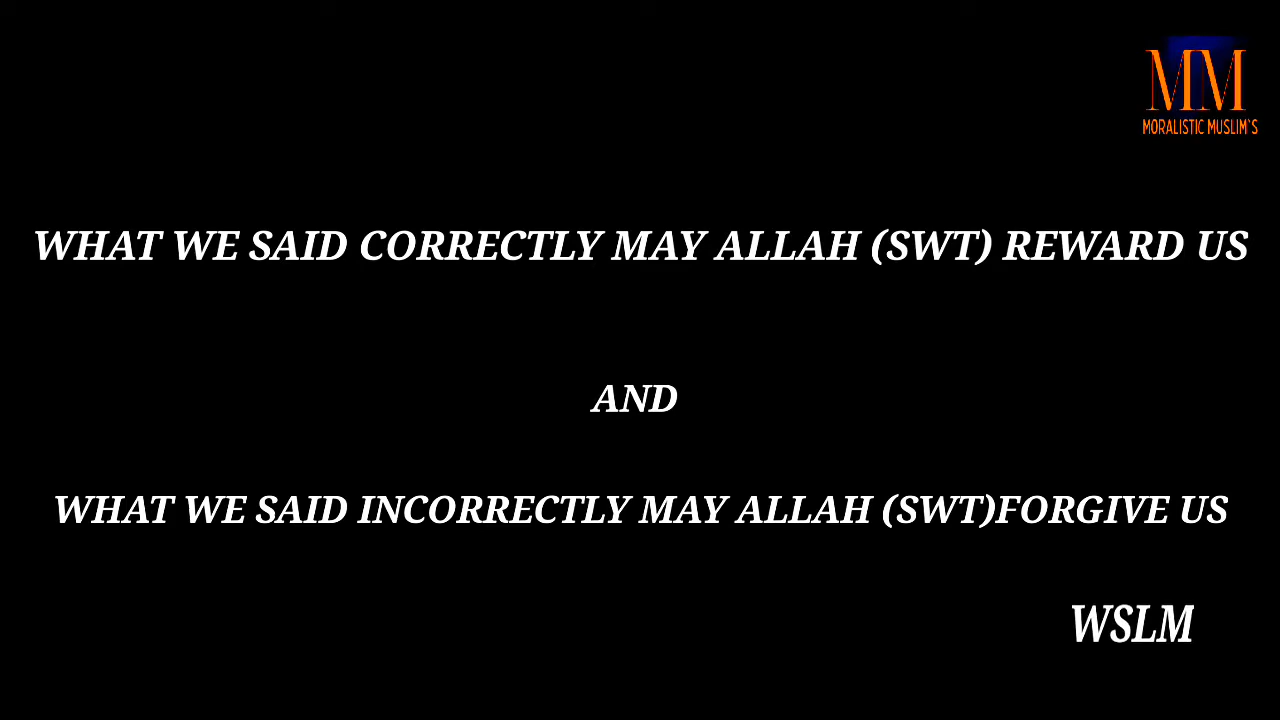 MM
MORALISTIC MUSLIM'S
WHAT WE SAID CORRECTLY MAY ALLAH (SWT) REWARD US
AND
WHAT WE SAID INCORRECTLY MAY ALLAH (SWT)FORGIVE US
WSLM